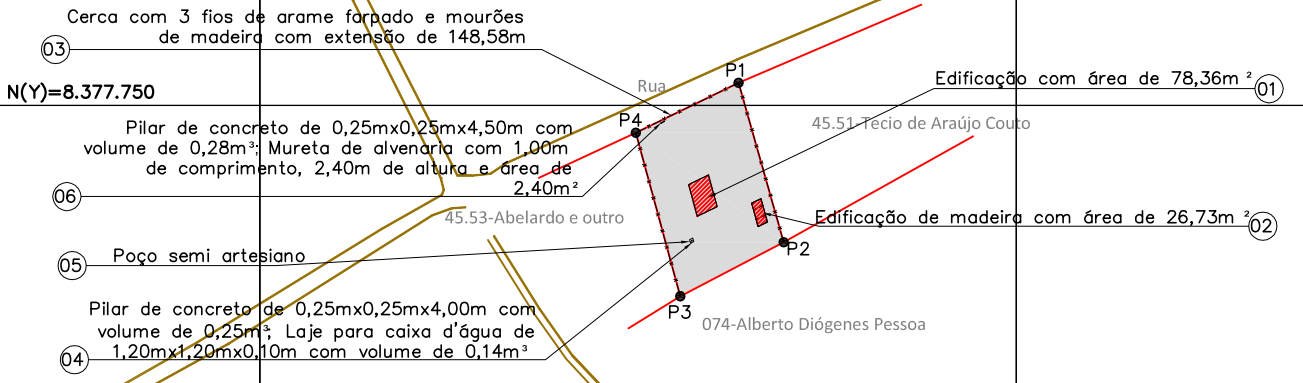 Cerca com 3 fios de arame farpado e mourões
de madeira com extensão de 148,58m
03
N(Y)=8.377.750
Rua
P1
Edificação com área de 78,36m²
01
P4
45.51-Tecio de Araújo Couto
Pilar de concreto de 0,25mx0,25mx4,50m com
volume de 0,28m³; Mureta de alvenaria com 1,00m
de comprimento, 2,40m de altura e área de
2,40m²
06
45.53-Abelardo e outro
Edificação de madeira com área de 26,73m²
02
P2
Poço semi artesiano
05
P3
074-Alberto Diógenes Pessoa
Pilar de concreto de 0,25mx0,25mx4,00m com
volume de 0,25m³; Laje para caixa d'água de
1,20mx1,20mx0,10m com volume de 0,14m³
04